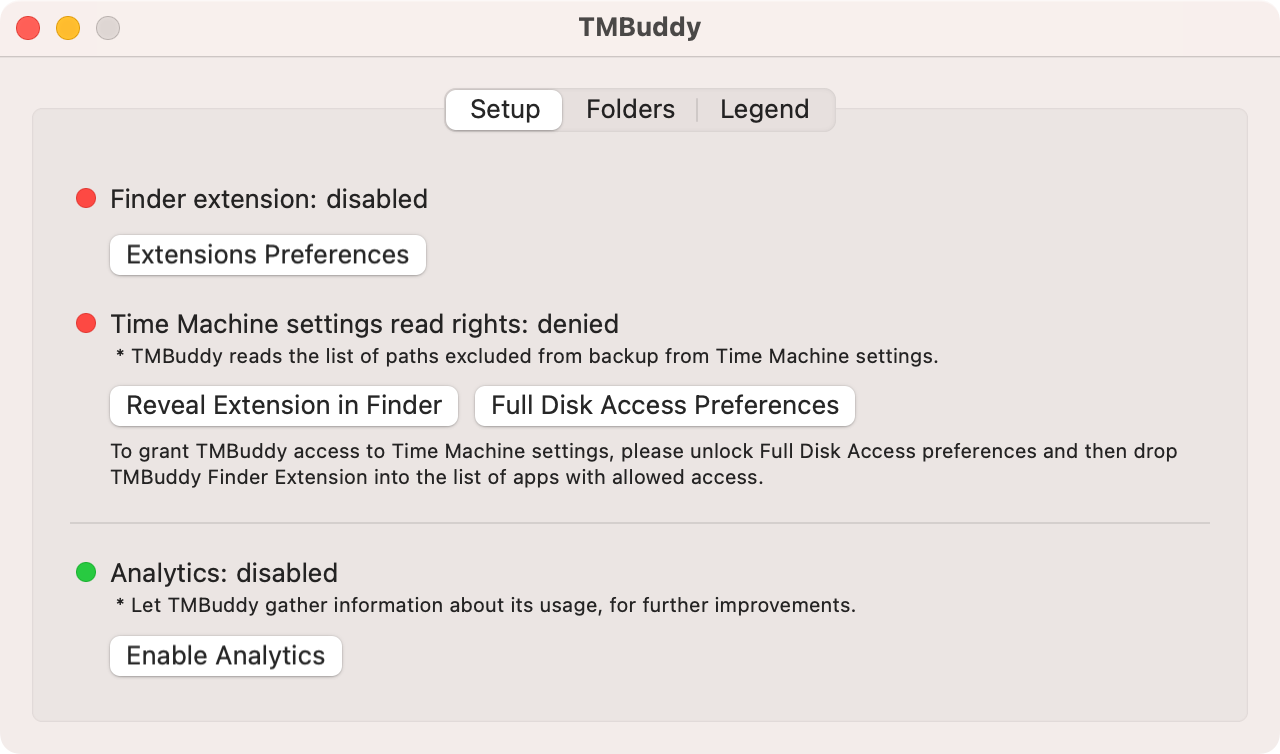 TMBuddy
Setup Folders Legend
Finder extension: disabled
Extensions Preferences
Time Machine settings read rights: denied
* TMBuddy reads the list of paths excluded from backup from Time Machine settings.
Reveal Extension in Finder Full Disk Access Preferences
To grant TMBuddy access to Time Machine settings, please unlock Full Disk Access preferences and then drop
TMBuddy Finder Extension into the list of apps with allowed access.
Analytics: disabled
* Let TMBuddy gather information about its usage, for further improvements.
Enable Analytics